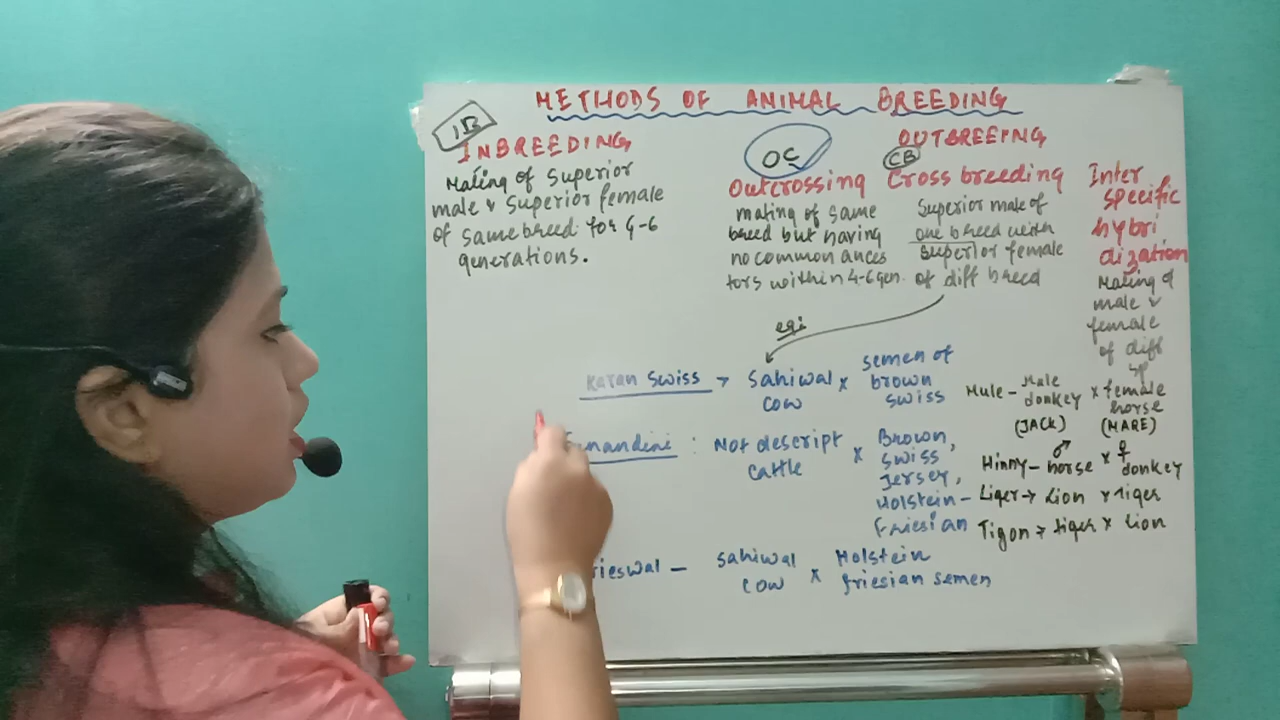 METHODS OF ANIMAL BREEDING
IB
INBREEDING
Mating of Superior
male & Superior female
of same breed for 4-6
generations.
OUTBREEDING
OC
Outcrossing
mating of same
breed but having
no common ances
tors within 4-6 gen.
CB
Cross breeding
Superior male of
one breed with
superior female
of diff breed
Inter
specific
hybri
dization
Mating of
male &
female
of diff
sp
eg:
Karan Swiss → Sahiwal cow × semen of brown swiss
nandini : Not descript cattle × Brown, swiss Jersey, Holstein - friesian
rieswal - sahiwal cow × Holstein friesian semen
Mule - Male donkey (JACK) × female horse (MARE)
Hinny - ♂ horse × ♀ donkey
Liger → Lion × Tiger
Tigon → tiger × Lion